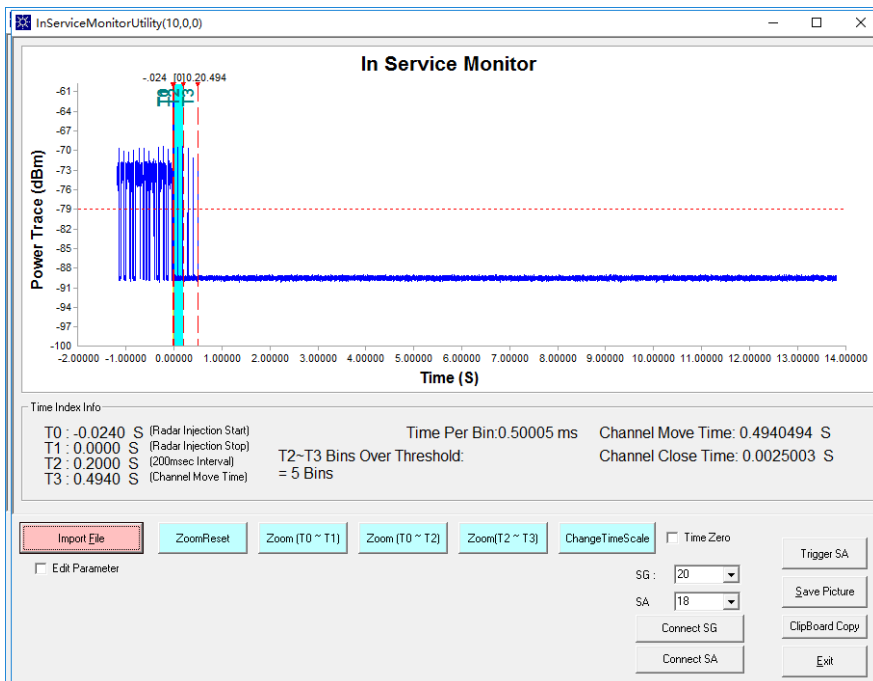 InServiceMonitorUtility(10,0,0)
In Service Monitor
-.024 [0]0.20.494
T0 T2 T3
Power Trace (dBm)
-61
-64
-67
-70
-73
-76
-79
-82
-85
-88
-91
-94
-97
-100
-2.00000 -1.00000 0.00000 1.00000 2.00000 3.00000 4.00000 5.00000 6.00000 7.00000 8.00000 9.00000 10.00000 11.00000 12.00000 13.00000 14.00000
Time (S)
Time Index Info
T0 : -0.0240 S (Radar Injection Start)
T1 : 0.0000 S (Radar Injection Stop)
T2 : 0.2000 S (200msec Interval)
T3 : 0.4940 S (Channel Move Time)
Time Per Bin:0.50005 ms
T2~T3 Bins Over Threshold:
= 5 Bins
Channel Move Time: 0.4940494 S
Channel Close Time: 0.0025003 S
Import File
ZoomReset
Zoom (T0 ~ T1)
Zoom (T0 ~ T2)
Zoom(T2 ~ T3)
ChangeTimeScale
Time Zero
Edit Parameter
SG : 20
SA 18
Connect SG
Connect SA
Trigger SA
Save Picture
ClipBoard Copy
Exit